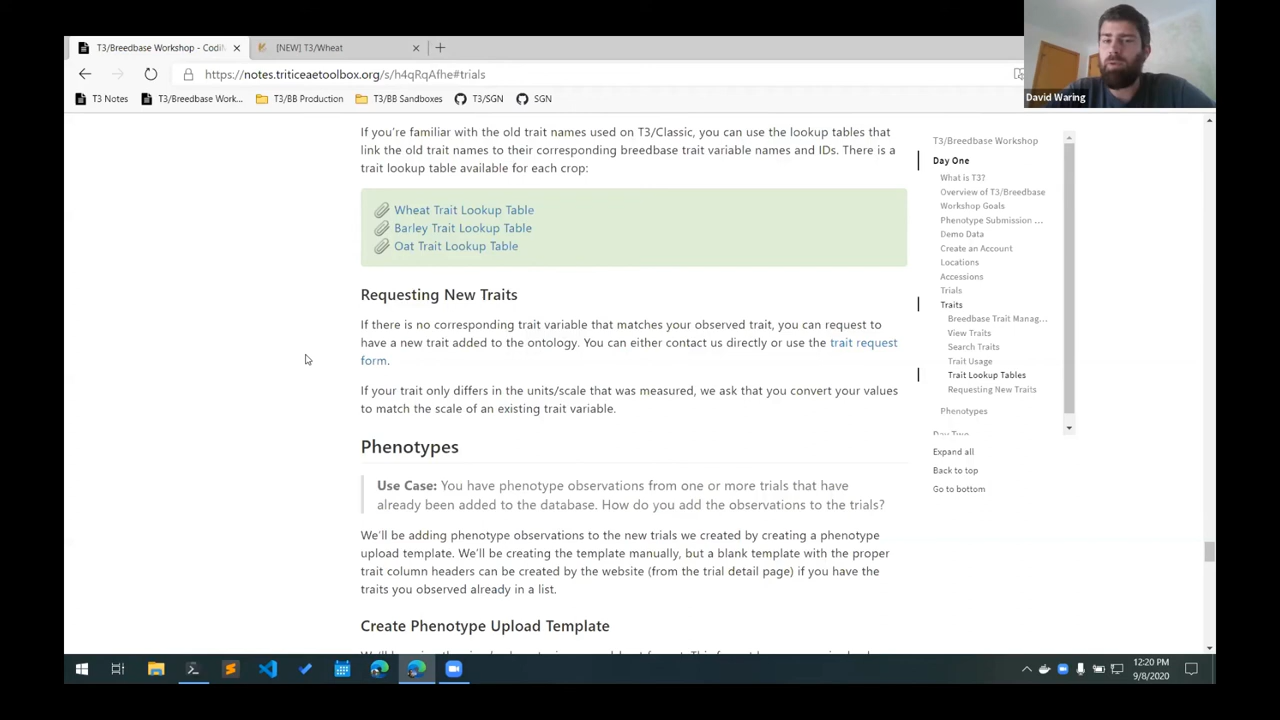 T3/Breedbase Workshop - CodiM
[NEW] T3/Wheat
https://notes.triticeaetoolbox.org/s/h4qRqAfhe#trials
T3 Notes
T3/Breedbase Work...
T3/BB Production
T3/BB Sandboxes
T3/SGN
SGN
David Waring
If you're familiar with the old trait names used on T3/Classic, you can use the lookup tables that
link the old trait names to their corresponding breedbase trait variable names and IDs. There is a
trait lookup table available for each crop:
Wheat Trait Lookup Table
Barley Trait Lookup Table
Oat Trait Lookup Table
Requesting New Traits
If there is no corresponding trait variable that matches your observed trait, you can request to
have a new trait added to the ontology. You can either contact us directly or use the trait request
form.
If your trait only differs in the units/scale that was measured, we ask that you convert your values
to match the scale of an existing trait variable.
Phenotypes
Use Case: You have phenotype observations from one or more trials that have
already been added to the database. How do you add the observations to the trials?
We'll be adding phenotype observations to the new trials we created by creating a phenotype
upload template. We'll be creating the template manually, but a blank template with the proper
trait column headers can be created by the website (from the trial detail page) if you have the
traits you observed already in a list.
Create Phenotype Upload Template
T3/Breedbase Workshop
Day One
What is T3?
Overview of T3/Breedbase
Workshop Goals
Phenotype Submission ...
Demo Data
Create an Account
Locations
Accessions
Trials
Traits
Breedbase Trait Manag...
View Traits
Search Traits
Trait Usage
Trait Lookup Tables
Requesting New Traits
Phenotypes
Day Two
Expand all
Back to top
Go to bottom
12:20 PM
9/8/2020